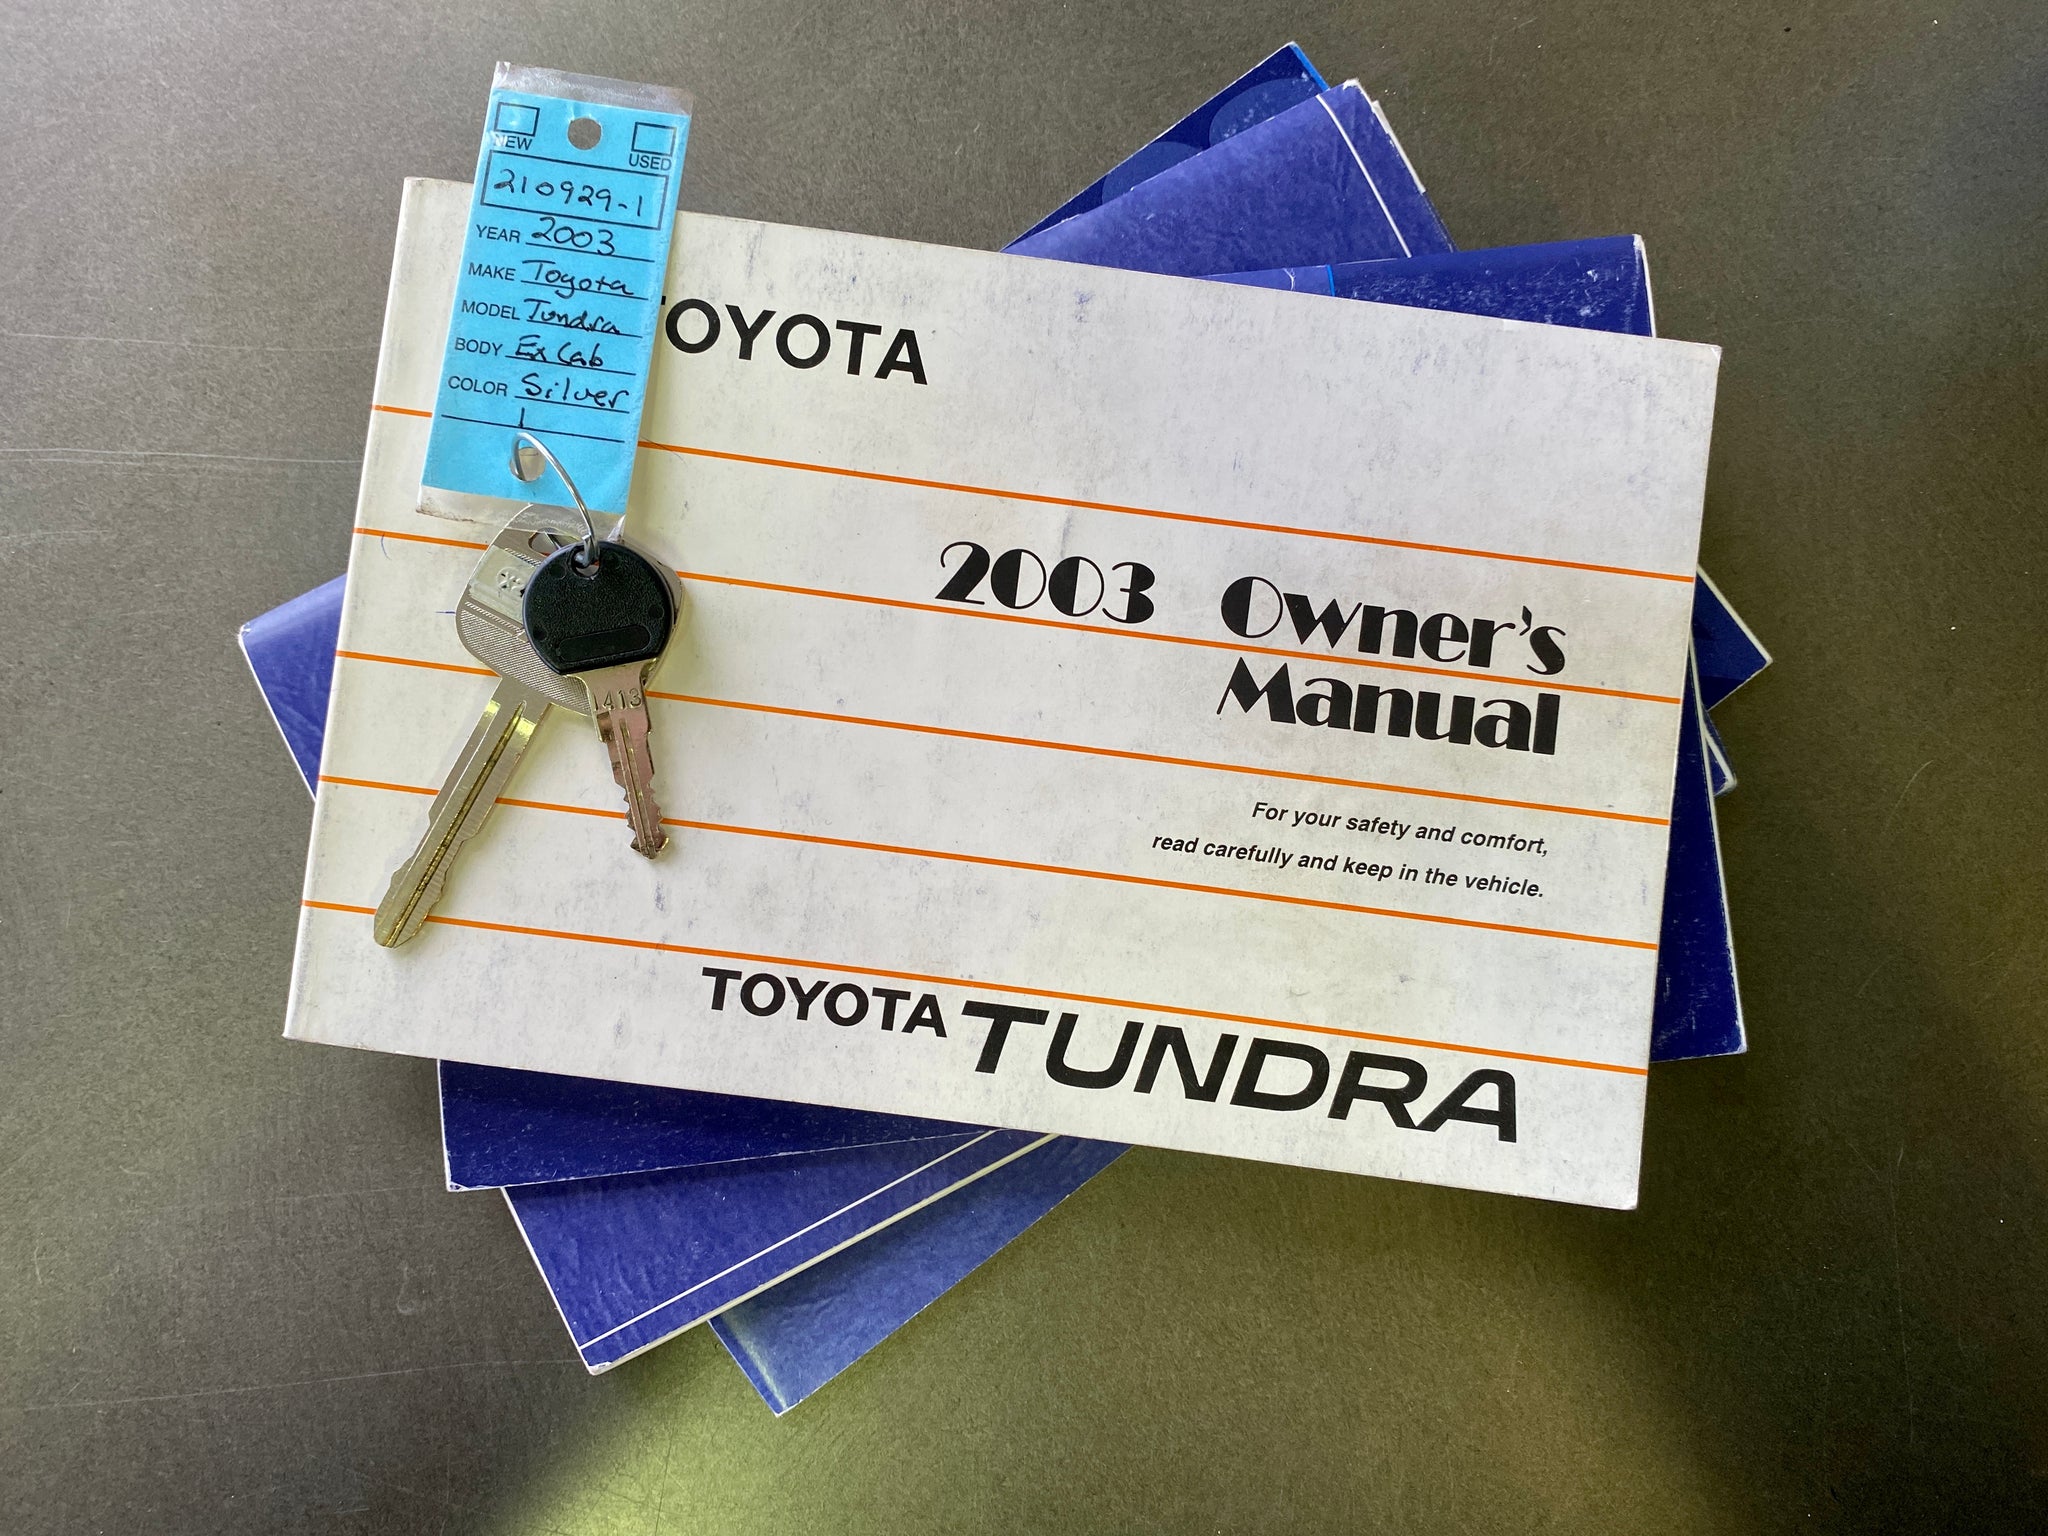 NEW
USED
210929-1
YEAR 2003
MAKE Toyota
MODEL Tundra
BODY Ex Cab
COLOR Silver
TOYOTA
2003 Owner's
Manual
1413
For your safety and comfort,
read carefully and keep in the vehicle.
TOYOTA TUNDRA